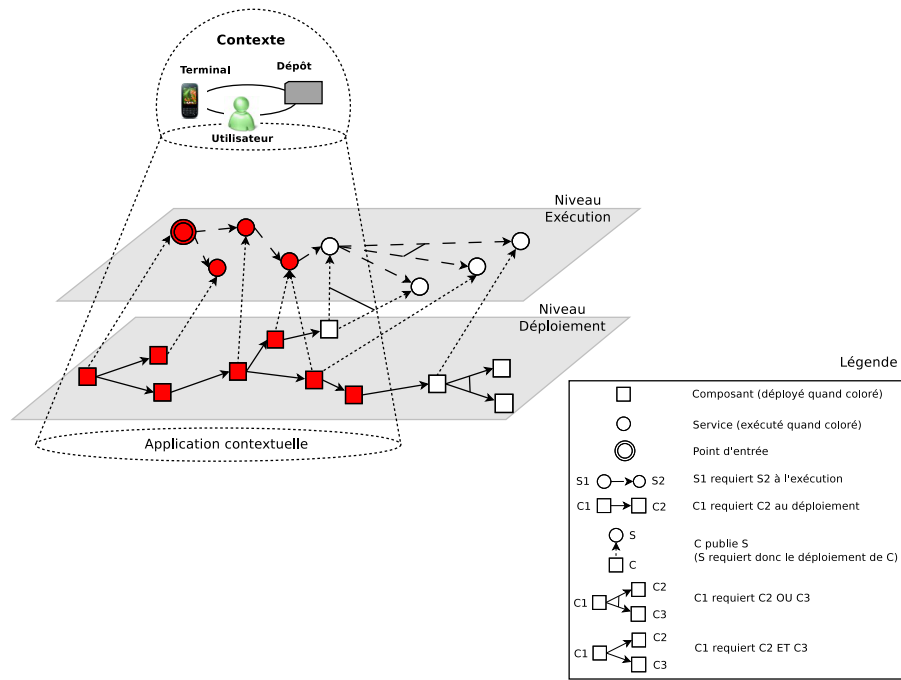 Contexte
Dépôt
Terminal
Utilisateur
Niveau
Exécution
Niveau
Déploiement
Application contextuelle
Légende
Composant (déployé quand coloré)
Service (exécuté quand coloré)
Point d'entrée
S1
S2
S1 requiert S2 à l'exécution
C1
C2
C1 requiert C2 au déploiement
S
C
C publie S
(S requiert donc le déploiement de C)
C1
C2
C3
C1 requiert C2 OU C3
C1
C2
C3
C1 requiert C2 ET C3